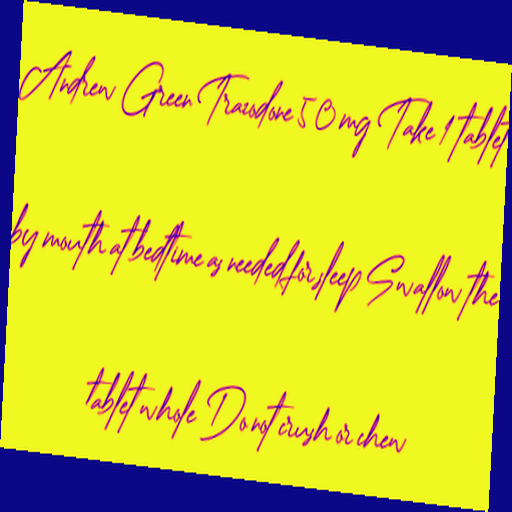 Andrew Green Trazodone 50 mg Take 1 tablet
by mouth at bedtime as needed for sleep Swallow the
tablet whole Do not crush or chew